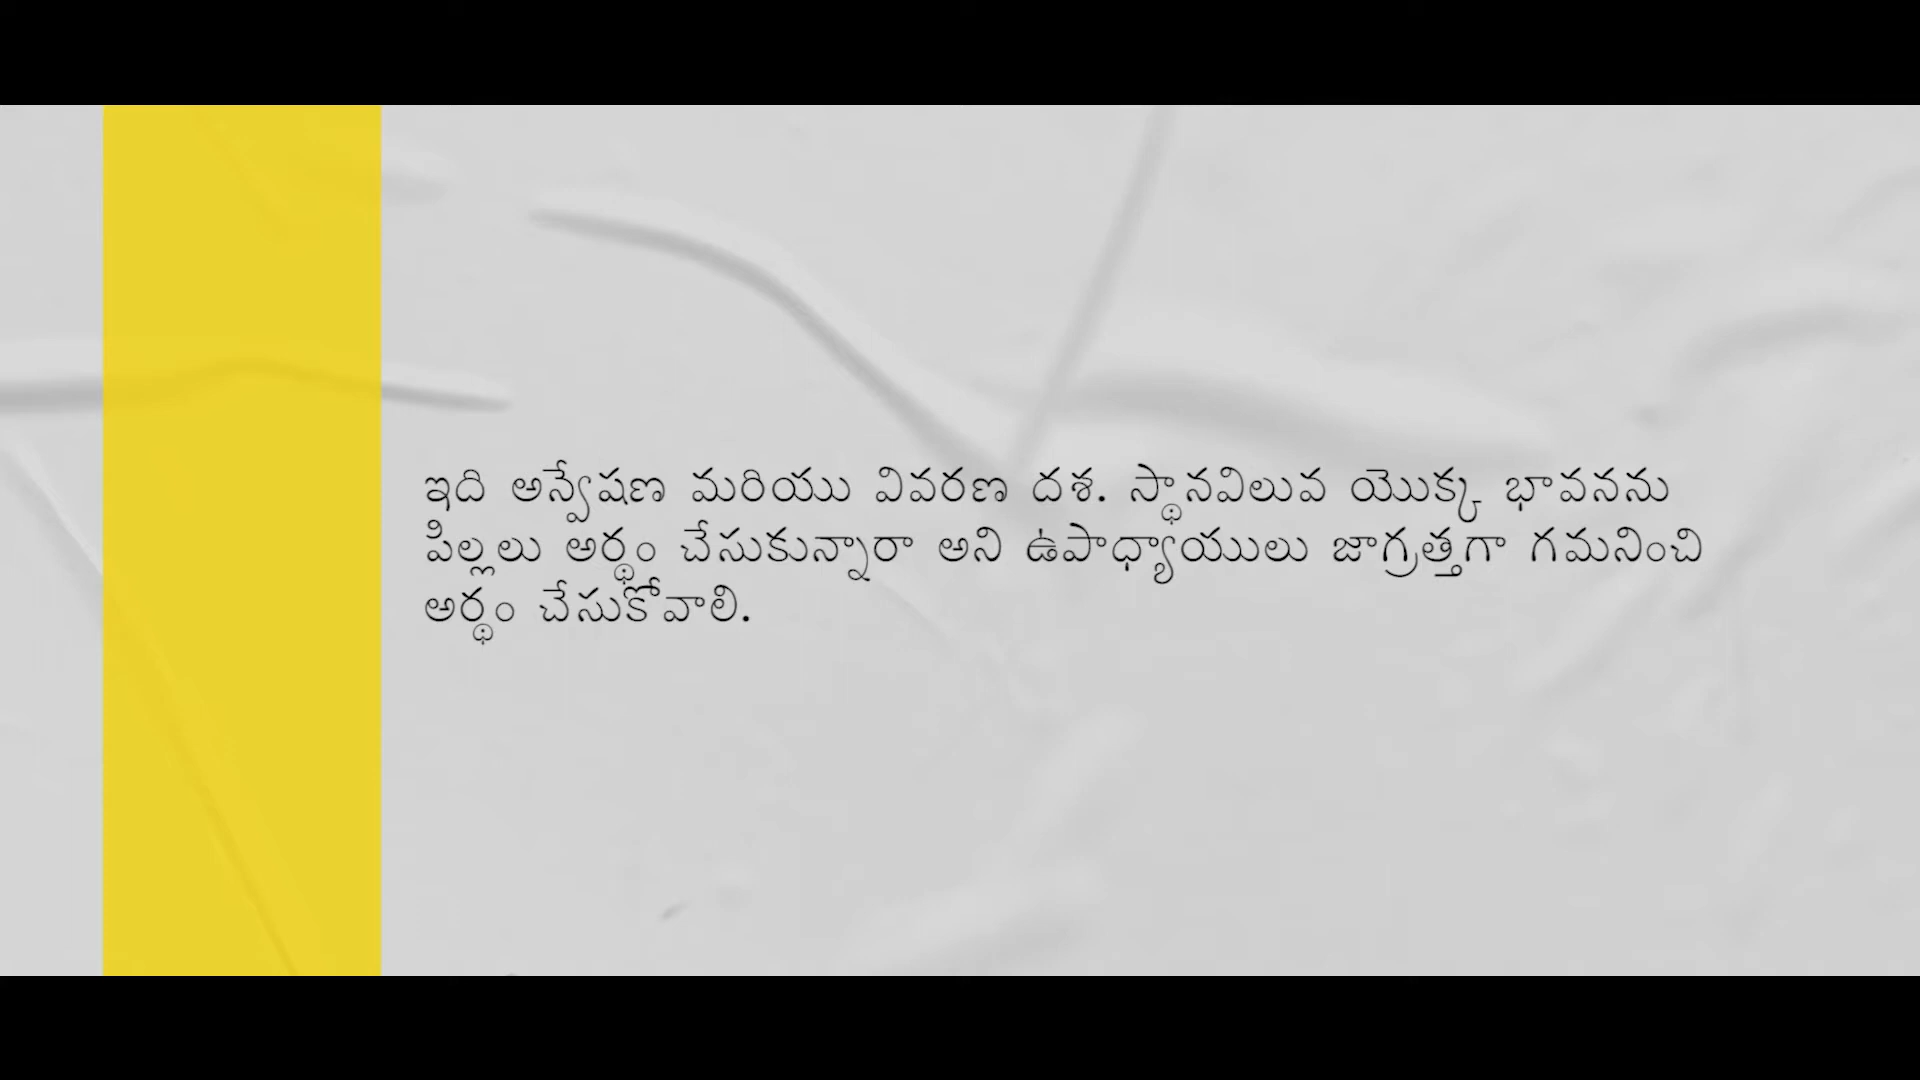 ఇది అన్వేషణ మరియు వివరణ దశ. స్థానవిలువ యొక్క భావనను
పిల్లలు అర్థం చేసుకున్నారా అని ఉపాధ్యాయులు జాగ్రత్తగా గమనించి
అర్థం చేసుకోవాలి.